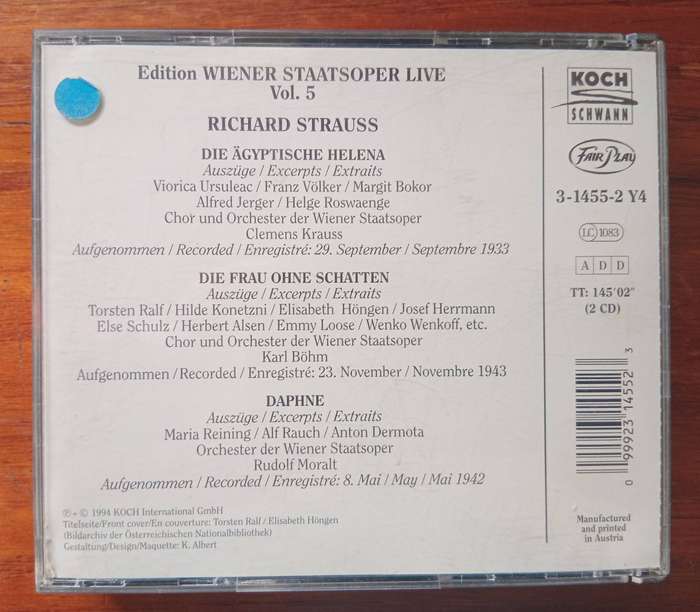 Edition WIENER STAATSOPER LIVE
Vol. 5
RICHARD STRAUSS
DIE ÄGYPTISCHE HELENA
Auszüge / Excerpts / Extraits
Viorica Ursuleac / Franz Völker / Margit Bokor
Alfred Jerger / Helge Roswaenge
Chor und Orchester der Wiener Staatsoper
Clemens Krauss
Aufgenommen / Recorded / Enregistré: 29. September / Septembre 1933
DIE FRAU OHNE SCHATTEN
Auszüge / Excerpts / Extraits
Torsten Ralf / Hilde Konetzni / Elisabeth Höngen / Josef Herrmann
Else Schulz / Herbert Alsen / Emmy Loose / Wenko Wenkoff, etc.
Chor und Orchester der Wiener Staatsoper
Karl Böhm
Aufgenommen / Recorded / Enregistré: 23. November / Novembre 1943
DAPHNE
Auszüge / Excerpts / Extraits
Maria Reining / Alf Rauch / Anton Dermota
Orchester der Wiener Staatsoper
Rudolf Moralt
Aufgenommen / Recorded / Enregistré: 8. Mai / May / Mai 1942
℗ + © 1994 KOCH International GmbH
Titelseite/Front cover/En couverture: Torsten Ralf / Elisabeth Höngen
(Bildarchiv der Österreichischen Nationalbibliothek)
Gestaltung/Design/Maquette: K. Albert
KOCH
SCHWANN
FAIR PLAY
3-1455-2 Y4
LC 1083
A D D
TT: 145'02"
(2 CD)
0 99923 14552 3
Manufactured
and printed
in Austria